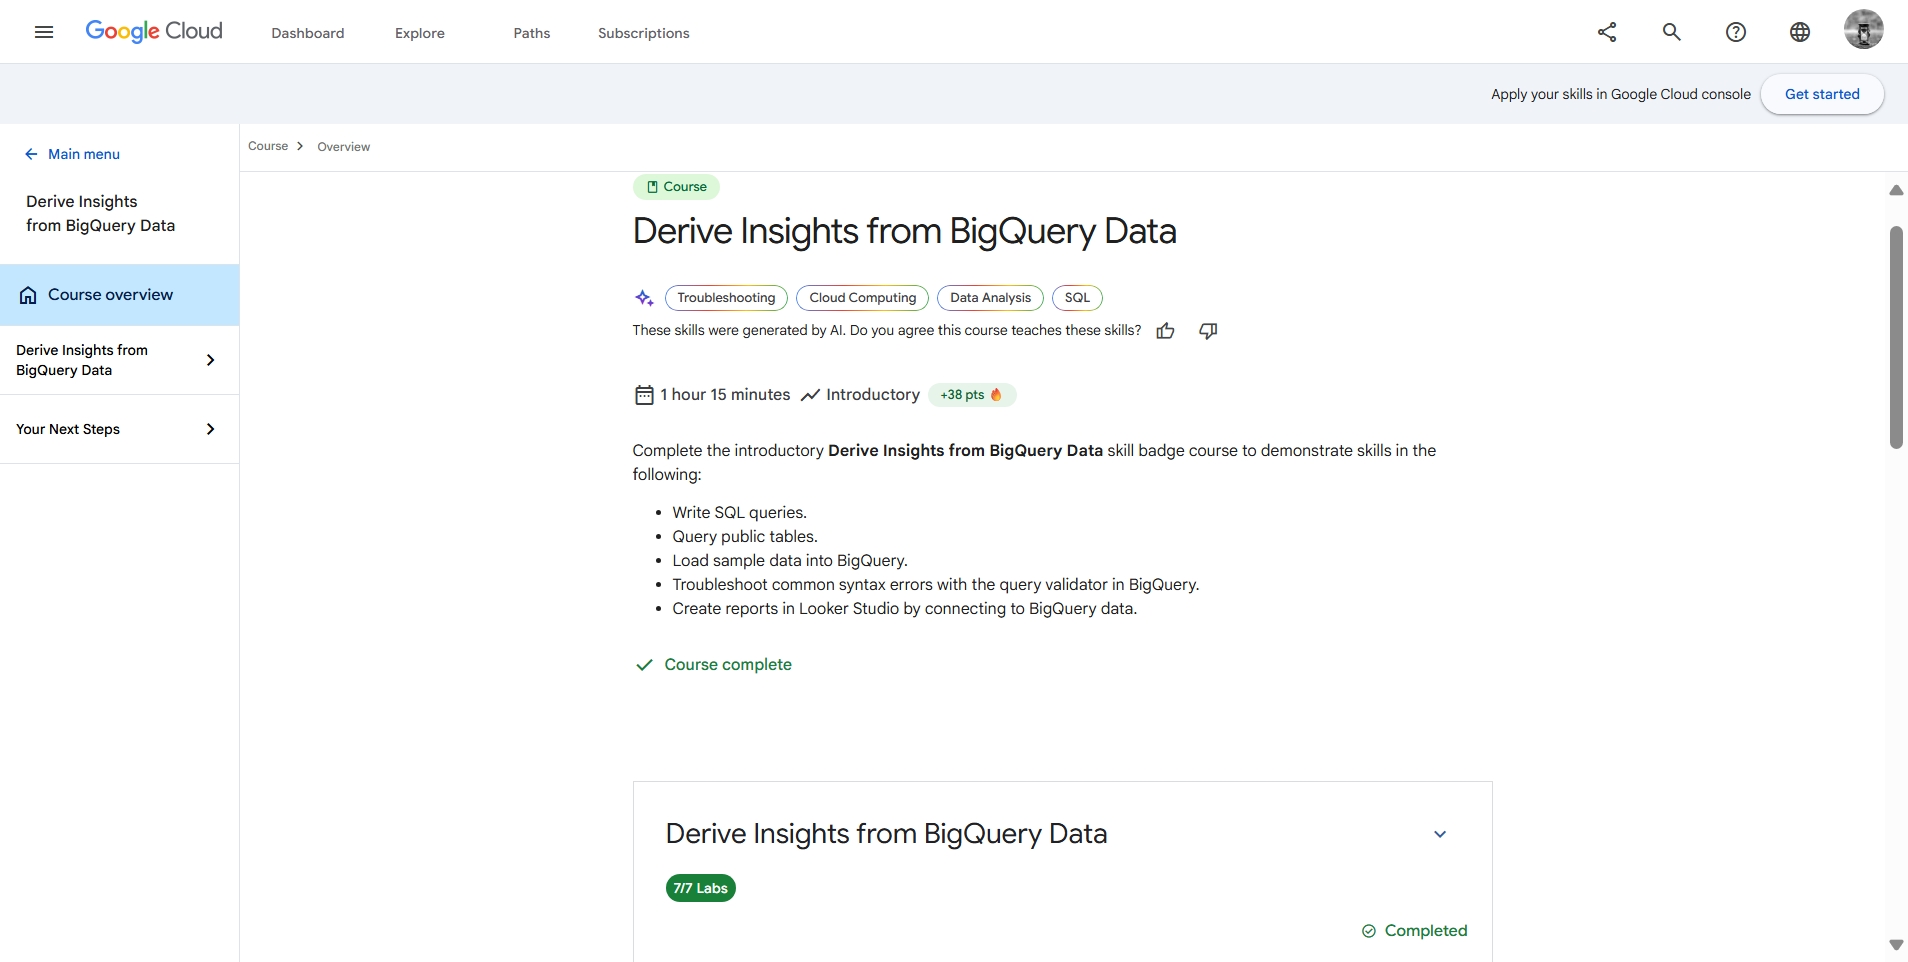 Google Cloud
Dashboard
Explore
Paths
Subscriptions
Apply your skills in Google Cloud console
Get started
Main menu
Derive Insights
from BigQuery Data
Course overview
Derive Insights from
BigQuery Data
Your Next Steps
Course
Overview
Course
Derive Insights from BigQuery Data
Troubleshooting
Cloud Computing
Data Analysis
SQL
These skills were generated by AI. Do you agree this course teaches these skills?
1 hour 15 minutes
Introductory
+38 pts
Complete the introductory Derive Insights from BigQuery Data skill badge course to demonstrate skills in the
following:
• Write SQL queries.
• Query public tables.
• Load sample data into BigQuery.
• Troubleshoot common syntax errors with the query validator in BigQuery.
• Create reports in Looker Studio by connecting to BigQuery data.
Course complete
Derive Insights from BigQuery Data
7/7 Labs
Completed